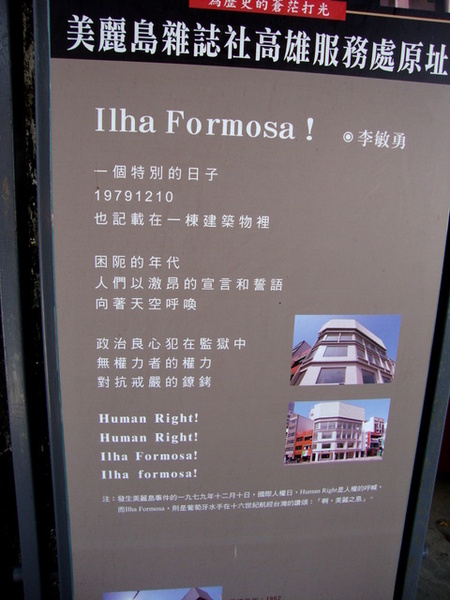 為歷史的蒼茫打光
美麗島雜誌社高雄服務處原址
Ilha Formosa！
◉李敏勇
一個特別的日子
19791210
也記載在一棟建築物裡
困阨的年代
人們以激昂的宣言和誓語
向著天空呼喚
政治良心犯在監獄中
無權力者的權力
對抗戒嚴的鐐銬
Human Right!
Human Right!
Ilha Formosa!
Ilha formosa!
註：發生美麗島事件的一九七九年十二月十日，國際人權日，Human Right是人權的呼喊，
而Ilha Formosa，則是葡萄牙水手在十六世紀航經台灣的讚頌：「啊，美麗之島」。